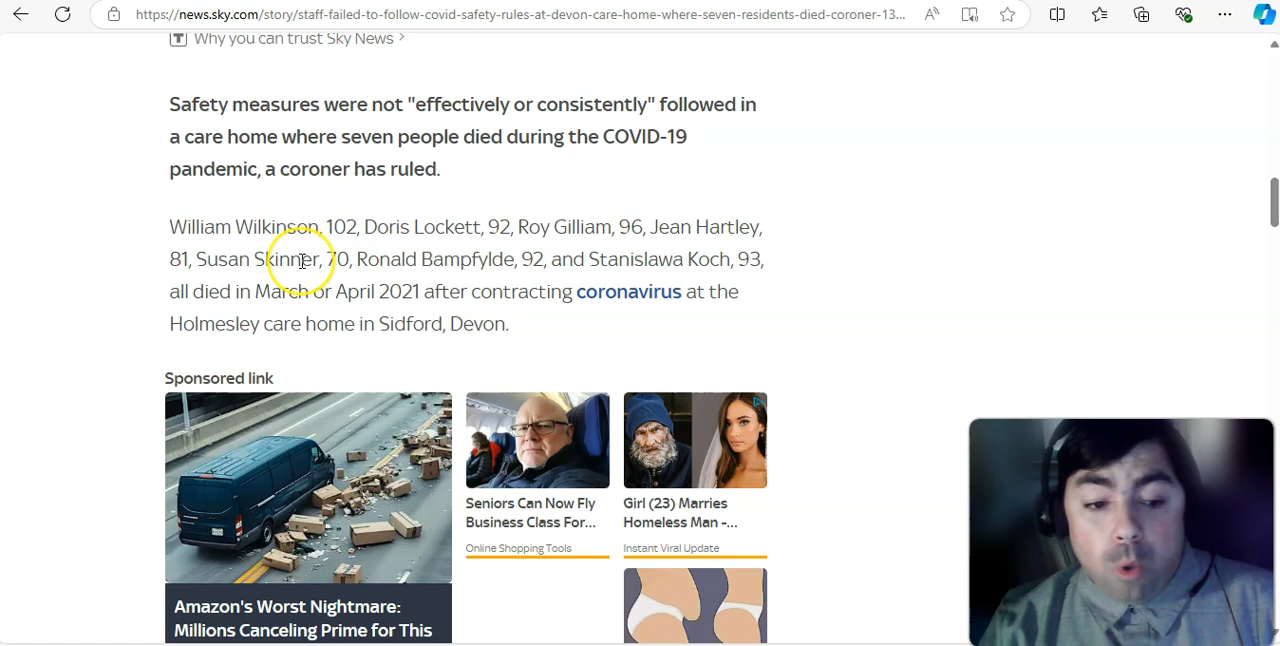 https://news.sky.com/story/staff-failed-to-follow-covid-safety-rules-at-devon-care-home-where-seven-residents-died-coroner-13...
Why you can trust Sky News >
Safety measures were not "effectively or consistently" followed in
a care home where seven people died during the COVID-19
pandemic, a coroner has ruled.
William Wilkinson, 102, Doris Lockett, 92, Roy Gilliam, 96, Jean Hartley,
81, Susan Skinner, 70, Ronald Bampfylde, 92, and Stanislawa Koch, 93,
all died in March or April 2021 after contracting coronavirus at the
Holmesley care home in Sidford, Devon.
Sponsored link
Seniors Can Now Fly
Business Class For...
Online Shopping Tools
Girl (23) Marries
Homeless Man -...
Instant Viral Update
Amazon's Worst Nightmare:
Millions Canceling Prime for This